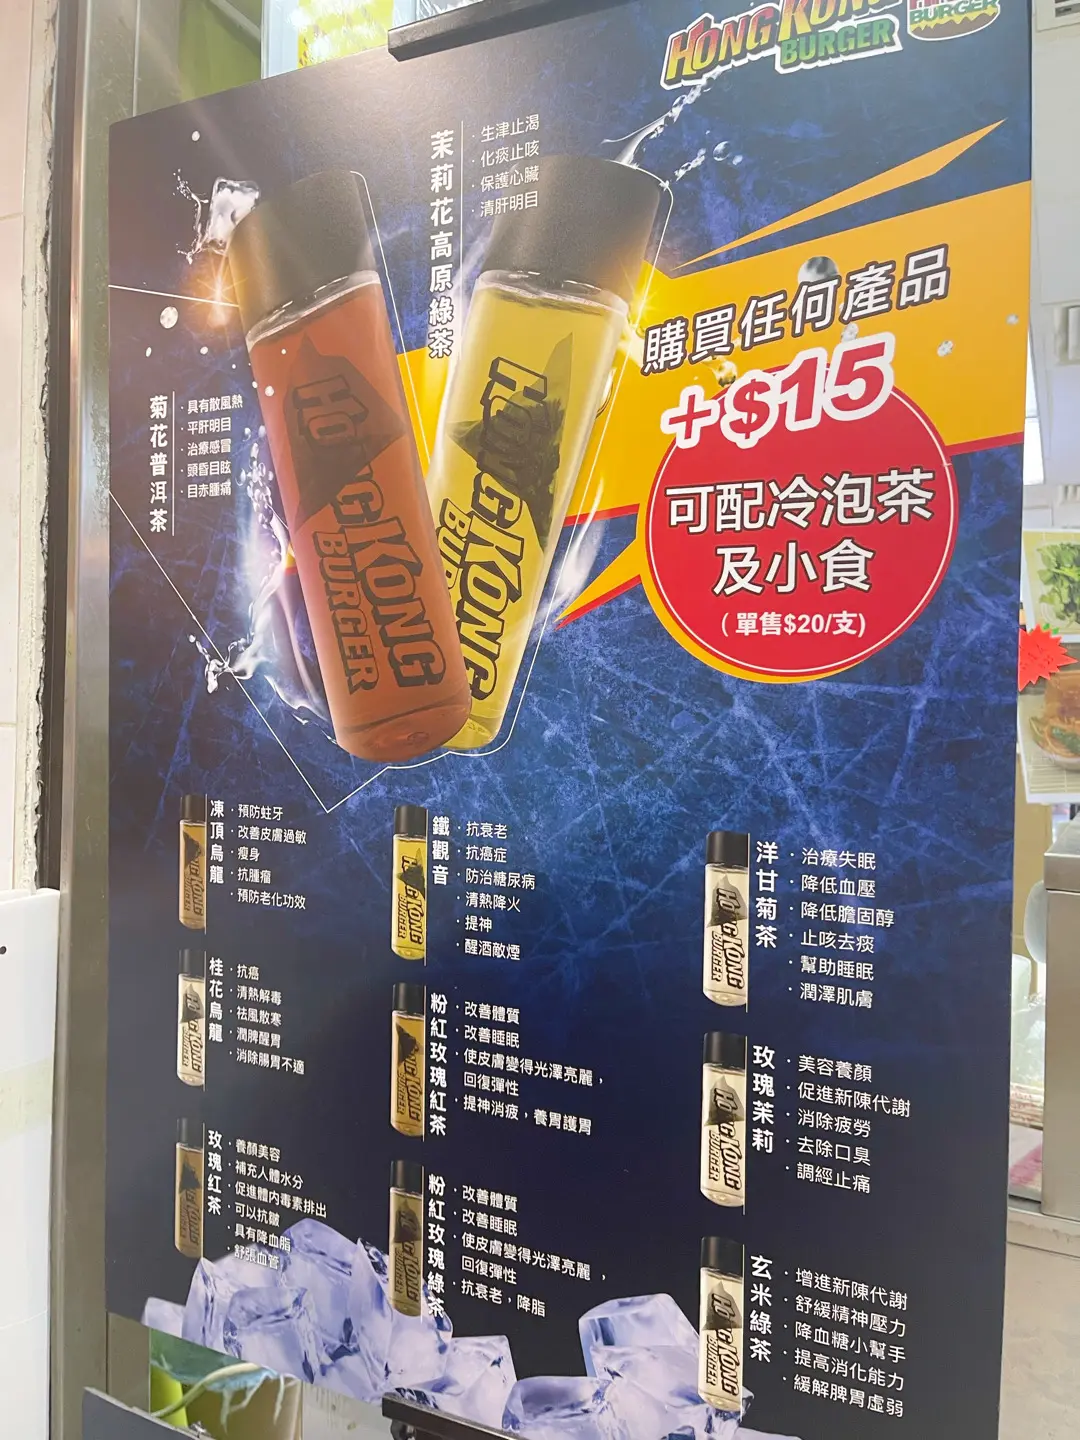 HONG KONG
BURGER
BURGER
茉莉花高原綠茶
·生津止渴
·化痰止咳
·保護心臟
·清肝明目
菊花普洱茶
·具有散風熱
·平肝明目
·治療感冒
·頭昏目眩
·目赤腫痛
HONG KONG
BURGER
HONG KONG
購買任何產品
+$15
可配冷泡茶
及小食
(單售$20/支)
凍頂烏龍
·預防蛀牙
·改善皮膚過敏
·瘦身
·抗腫瘤
·預防老化功效
桂花烏龍
·抗癌
·清熱解毒
·祛風散寒
·潤脾醒胃
·消除腸胃不適
玫瑰紅茶
·養顏美容
·補充人體水分
·促進體內毒素排出
·可以抗皺
·具有降血脂
·舒張血管
鐵觀音
·抗衰老
·抗癌症
·防治糖尿病
·清熱降火
·提神
·醒酒敵煙
粉紅玫瑰紅茶
·改善體質
·改善睡眠
·使皮膚變得光澤亮麗，
回復彈性
·提神消疲，養胃護胃
粉紅玫瑰綠茶
·改善體質
·改善睡眠
·使皮膚變得光澤亮麗，
回復彈性
·抗衰老，降脂
洋甘菊茶
·治療失眠
·降低血壓
·降低膽固醇
·止咳去痰
·幫助睡眠
·潤澤肌膚
玫瑰茉莉
·美容養顏
·促進新陳代謝
·消除疲勞
·去除口臭
·調經止痛
玄米綠茶
·增進新陳代謝
·舒緩精神壓力
·降血糖小幫手
·提高消化能力
·緩解脾胃虛弱